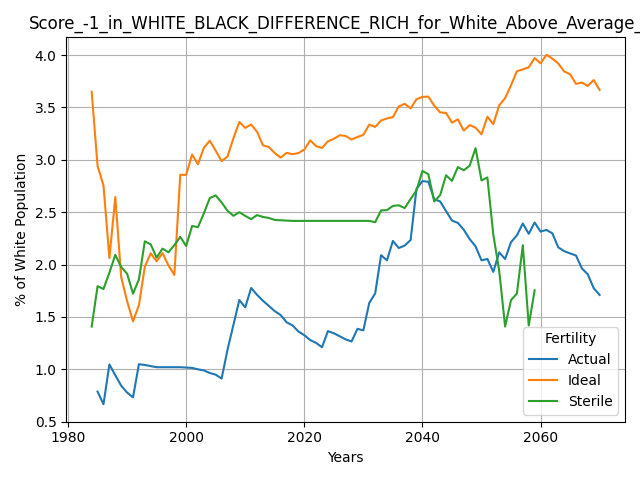 Score_-1_in_WHITE_BLACK_DIFFERENCE_RICH_for_White_Above_Average_
4.0
3.5
3.0
2.5
2.0
1.5
1.0
0.5
% of White Population
1980
2000
2020
2040
2060
Years
Fertility
Actual
Ideal
Sterile